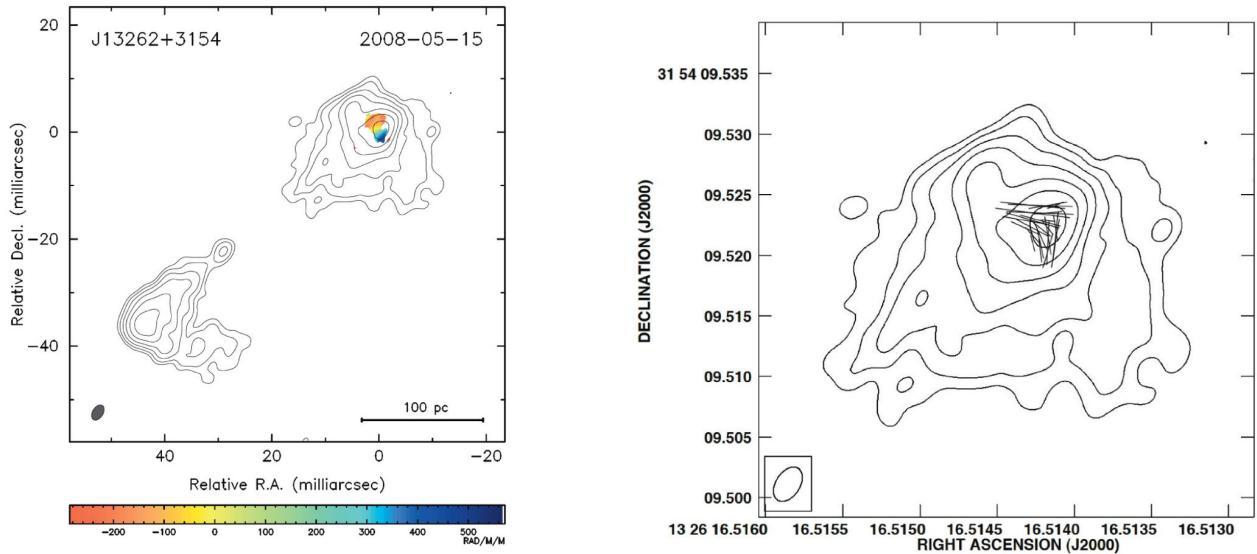 J13262+3154 2008-05-15
20
0
-20
-40
Relative Decl. (milliarcsec)
100 pc
40 20 0 -20
Relative R.A. (milliarcsec)
-200 -100 0 100 200 300 400 500
RAD/M/M
31 54 09.535
09.530
09.525
09.520
09.515
09.510
09.505
09.500
DECLINATION (J2000)
13 26 16.5160 16.5155 16.5150 16.5145 16.5140 16.5135 16.5130
RIGHT ASCENSION (J2000)